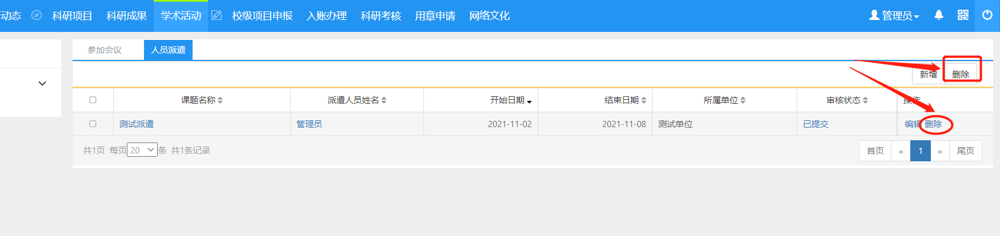 动态 科研项目 科研成果 学术活动 校级项目申报 入账办理 科研考核 用章申请 网络文化 管理员
参加会议 人员派遣
新增 删除
课题名称 派遣人员姓名 开始日期 结束日期 所属单位 审核状态 操作
测试派遣 管理员 2021-11-02 2021-11-08 测试单位 已提交 编辑 删除
共1页 每页 20 条 共1条记录 首页 « 1 » 尾页